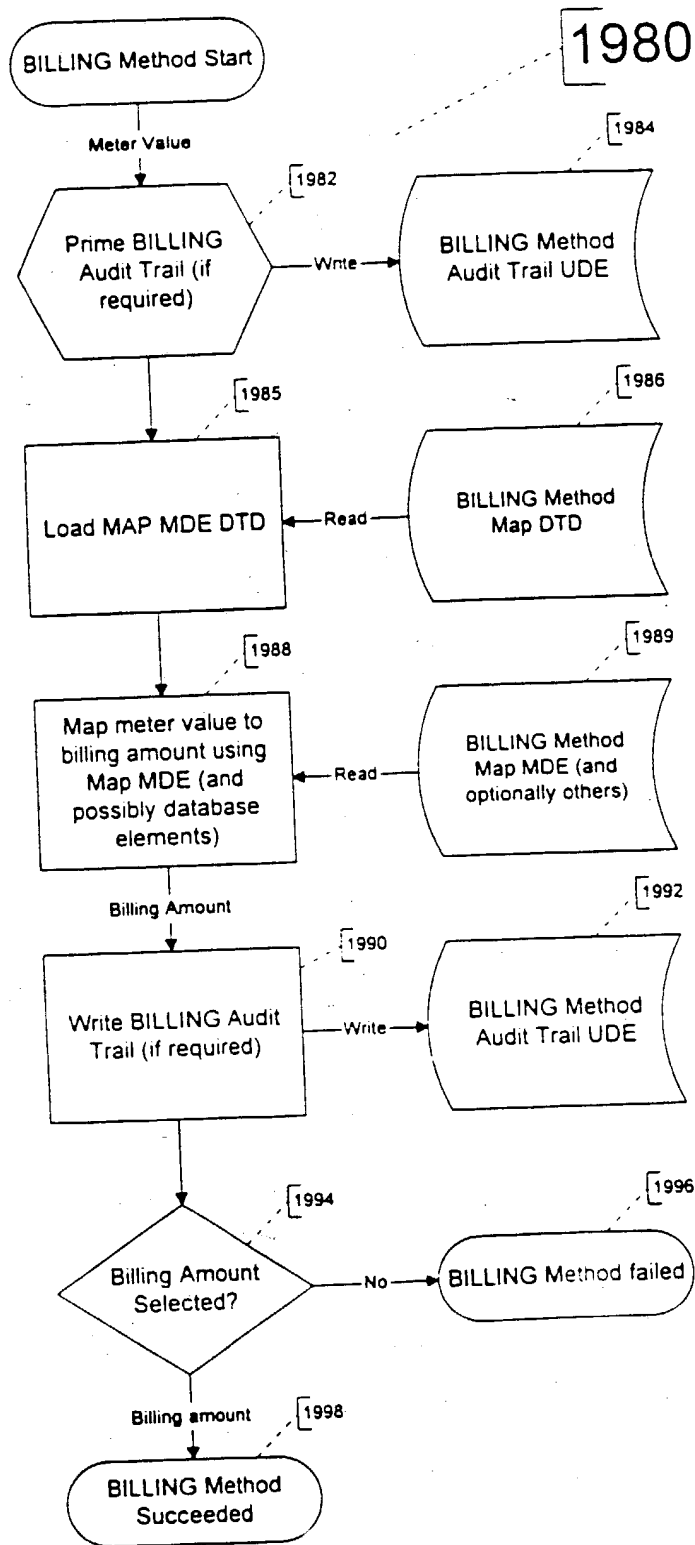 1980
BILLING Method Start
Meter Value
1982
1984
Prime BILLING
Audit Trail (if
required)
Write
BILLING Method
Audit Trail UDE
1985
1986
Load MAP MDE DTD
Read
BILLING Method
Map DTD
1988
1989
Map meter value to
billing amount using
Map MDE (and
possibly database
elements)
Read
BILLING Method
Map MDE (and
optionally others)
Billing Amount
1990
1992
Write BILLING Audit
Trail (if required)
Write
BILLING Method
Audit Trail UDE
1994
1996
Billing Amount
Selected?
No
BILLING Method failed
Billing amount
1998
BILLING Method
Succeeded